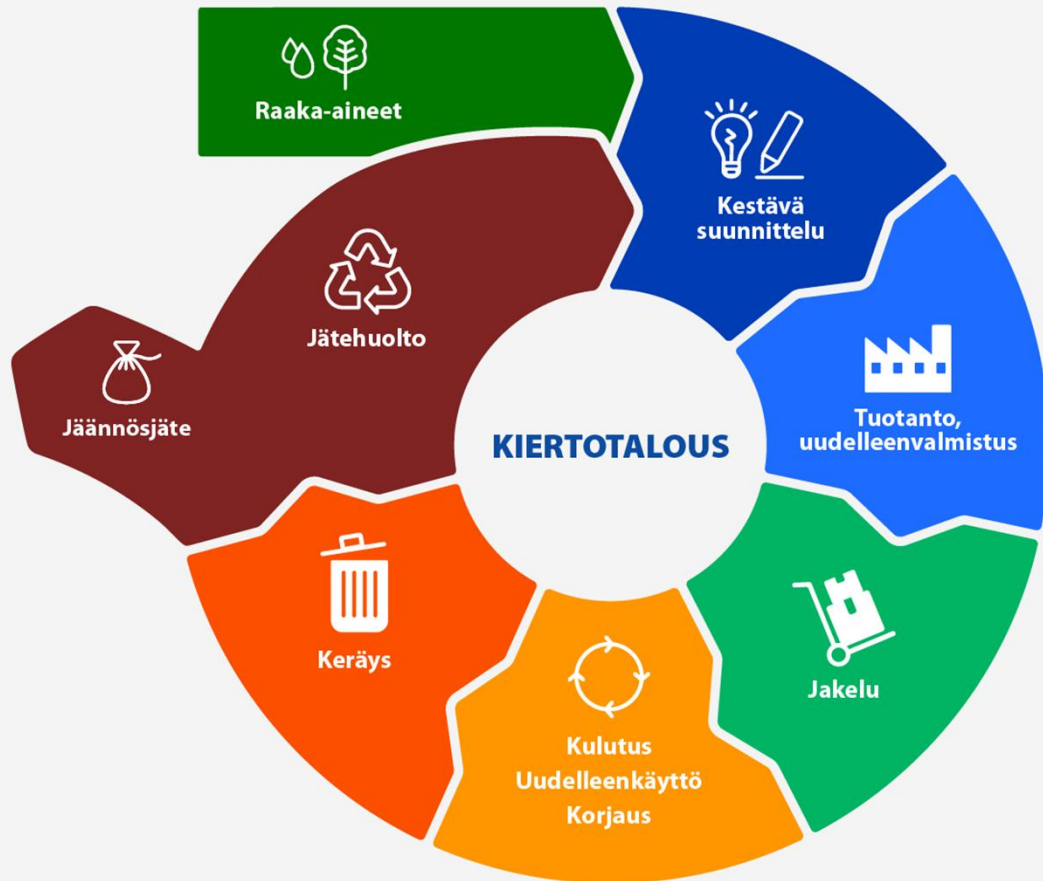 Raaka-aineet
Kestävä
suunnittelu
Tuotanto,
uudelleenvalmistus
Jakelu
Kulutus
Uudelleenkäyttö
Korjaus
Keräys
Jätehuolto
Jäännösjäte
KIERTOTALOUS